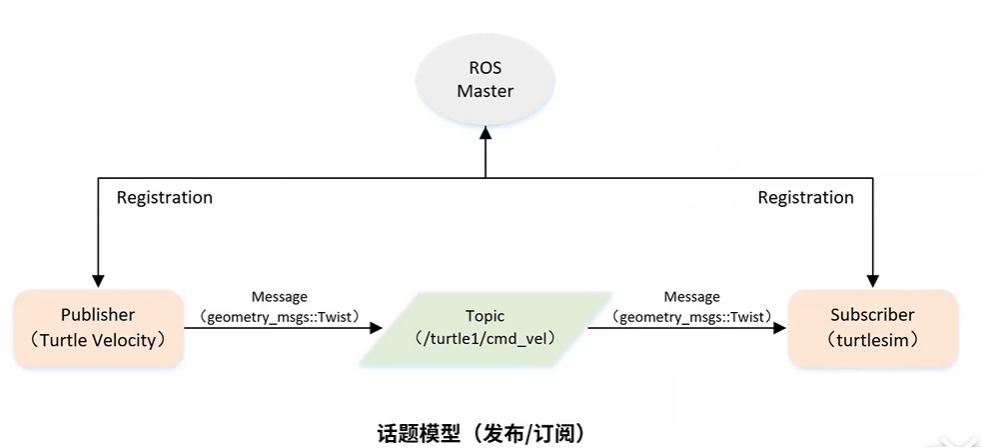 ROS
Master
Registration
Registration
Publisher
（Turtle Velocity）
Message
（geometry_msgs::Twist）
Topic
（/turtle1/cmd_vel）
Message
（geometry_msgs::Twist）
Subscriber
（turtlesim）
话题模型（发布/订阅）